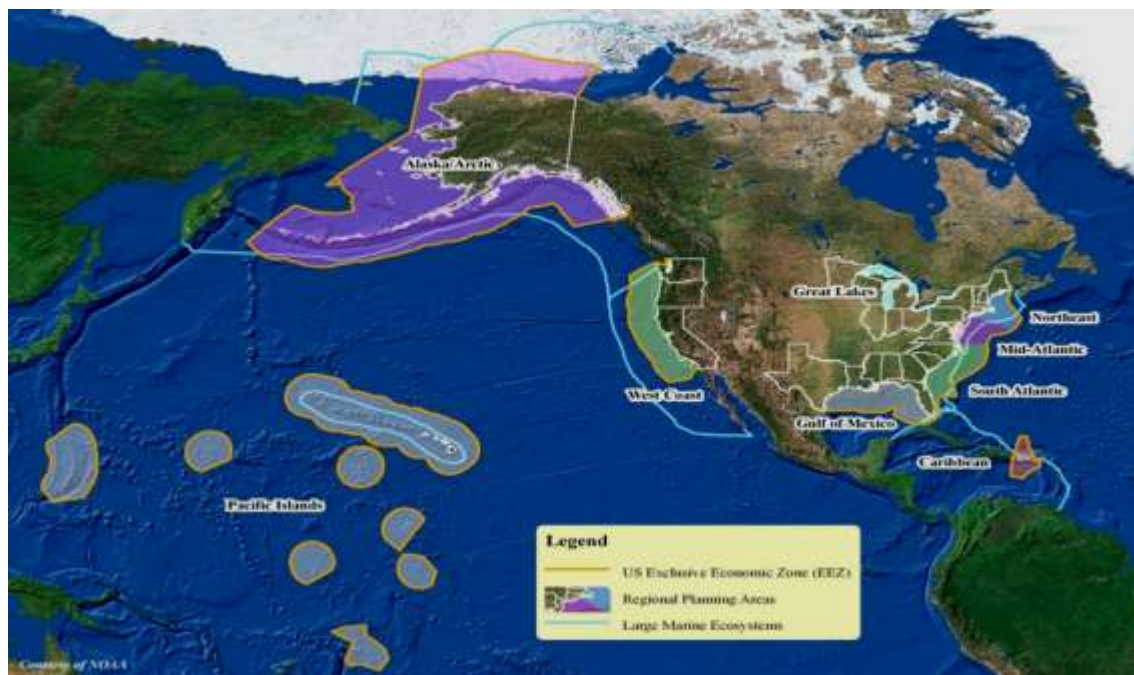 Alaska/Arctic
Great Lakes
Northeast
Mid-Atlantic
West Coast
South Atlantic
Gulf of Mexico
Caribbean
Pacific Islands
Legend
US Exclusive Economic Zone (EEZ)
Regional Planning Areas
Large Marine Ecosystems
Courtesy of NOAA